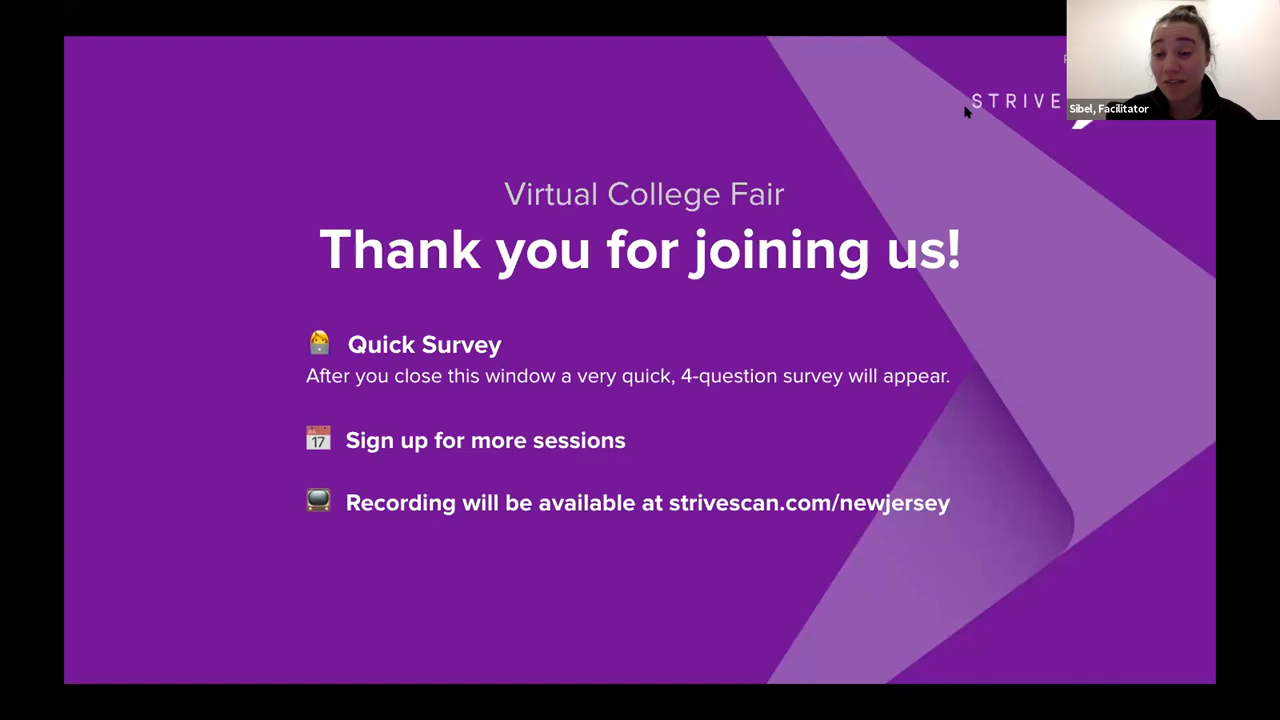 STRIVE
Sibel, Facilitator
Virtual College Fair
Thank you for joining us!
Quick Survey
After you close this window a very quick, 4-question survey will appear.
17
Sign up for more sessions
Recording will be available at strivescan.com/newjersey